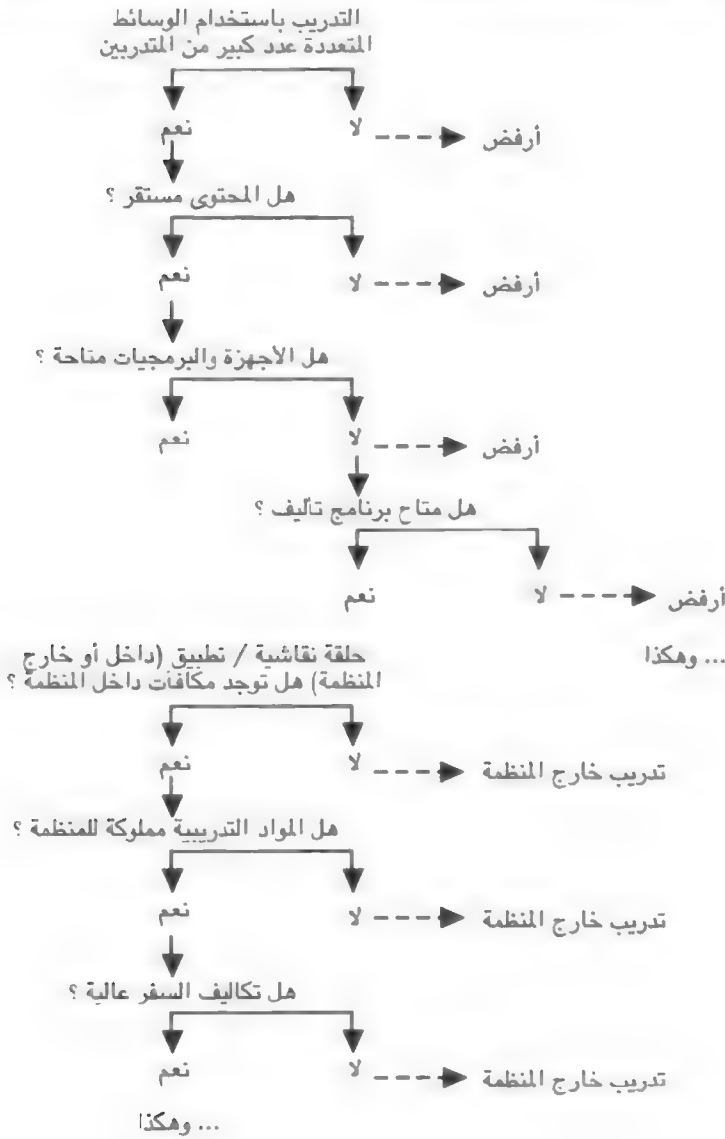 التدريب باستخدام الوسائط
المتعددة عدد كبير من المتدربين
نعم
لا
أرفض
هل المحتوى مستقر ؟
نعم
لا
أرفض
هل الأجهزة والبرمجيات متاحة ؟
نعم
لا
أرفض
هل متاح برنامج تأليف ؟
نعم
لا
أرفض
... وهكذا
حلقة نقاشية / تطبيق (داخل أو خارج
المنظمة) هل توجد مكافآت داخل المنظمة ؟
نعم
لا
تدريب خارج المنظمة
هل المواد التدريبية مملوكة للمنظمة ؟
نعم
لا
تدريب خارج المنظمة
هل تكاليف السفر عالية ؟
نعم
لا
تدريب خارج المنظمة
... وهكذا